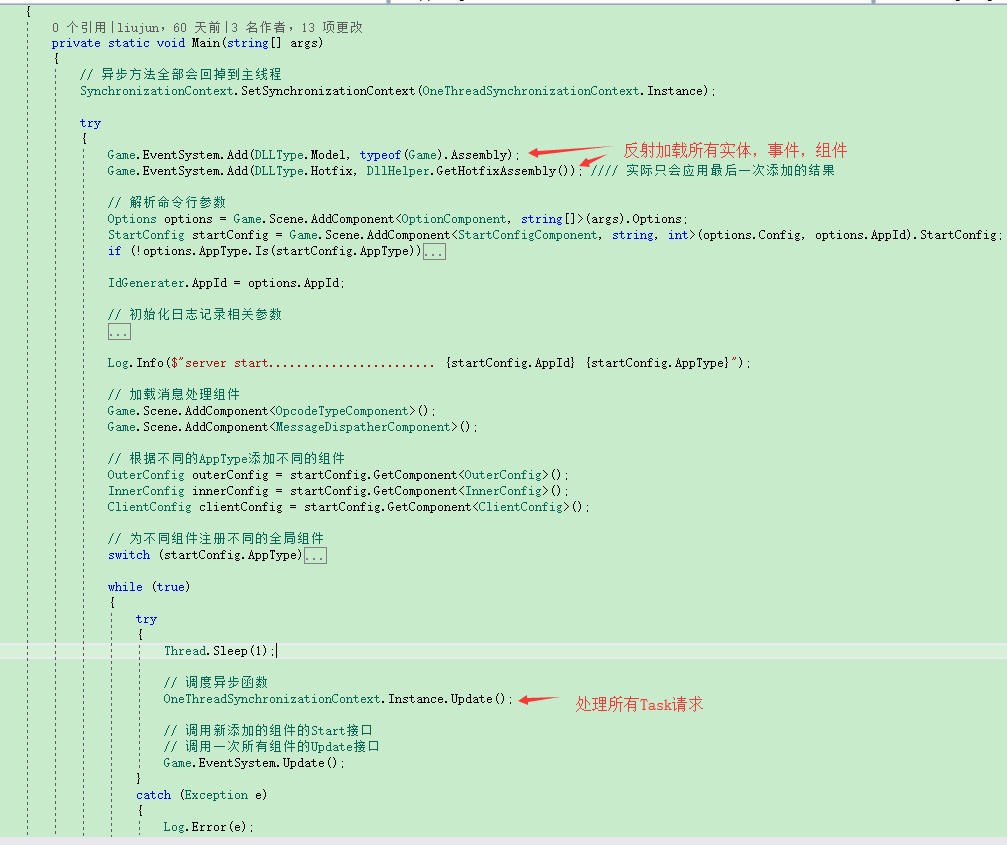 {
0 个引用|liujun，60 天前|3 名作者，13 项更改
private static void Main(string[] args)
{
// 异步方法全部会回掉到主线程
SynchronizationContext.SetSynchronizationContext(OneThreadSynchronizationContext.Instance);
try
{
Game.EventSystem.Add(DLLType.Model, typeof(Game).Assembly);
反射加载所有实体，事件，组件
Game.EventSystem.Add(DLLType.Hotfix, DllHelper.GetHotfixAssembly()); //// 实际只会应用最后一次添加的结果
// 解析命令行参数
Options options = Game.Scene.AddComponent<OptionComponent, string[]>(args).Options;
StartConfig startConfig = Game.Scene.AddComponent<StartConfigComponent, string, int>(options.Config, options.AppId).StartConfig;
if (!options.AppType.Is(startConfig.AppType))...
IdGenerater.AppId = options.AppId;
// 初始化日志记录相关参数
...
Log.Info($"server start........................ {startConfig.AppId} {startConfig.AppType}");
// 加载消息处理组件
Game.Scene.AddComponent<OpcodeTypeComponent>();
Game.Scene.AddComponent<MessageDispatherComponent>();
// 根据不同的AppType添加不同的组件
OuterConfig outerConfig = startConfig.GetComponent<OuterConfig>();
InnerConfig innerConfig = startConfig.GetComponent<InnerConfig>();
ClientConfig clientConfig = startConfig.GetComponent<ClientConfig>();
// 为不同组件注册不同的全局组件
switch (startConfig.AppType)...
while (true)
{
try
{
Thread.Sleep(1);
// 调度异步函数
OneThreadSynchronizationContext.Instance.Update();
处理所有Task请求
// 调用新添加的组件的Start接口
// 调用一次所有组件的Update接口
Game.EventSystem.Update();
}
catch (Exception e)
{
Log.Error(e);